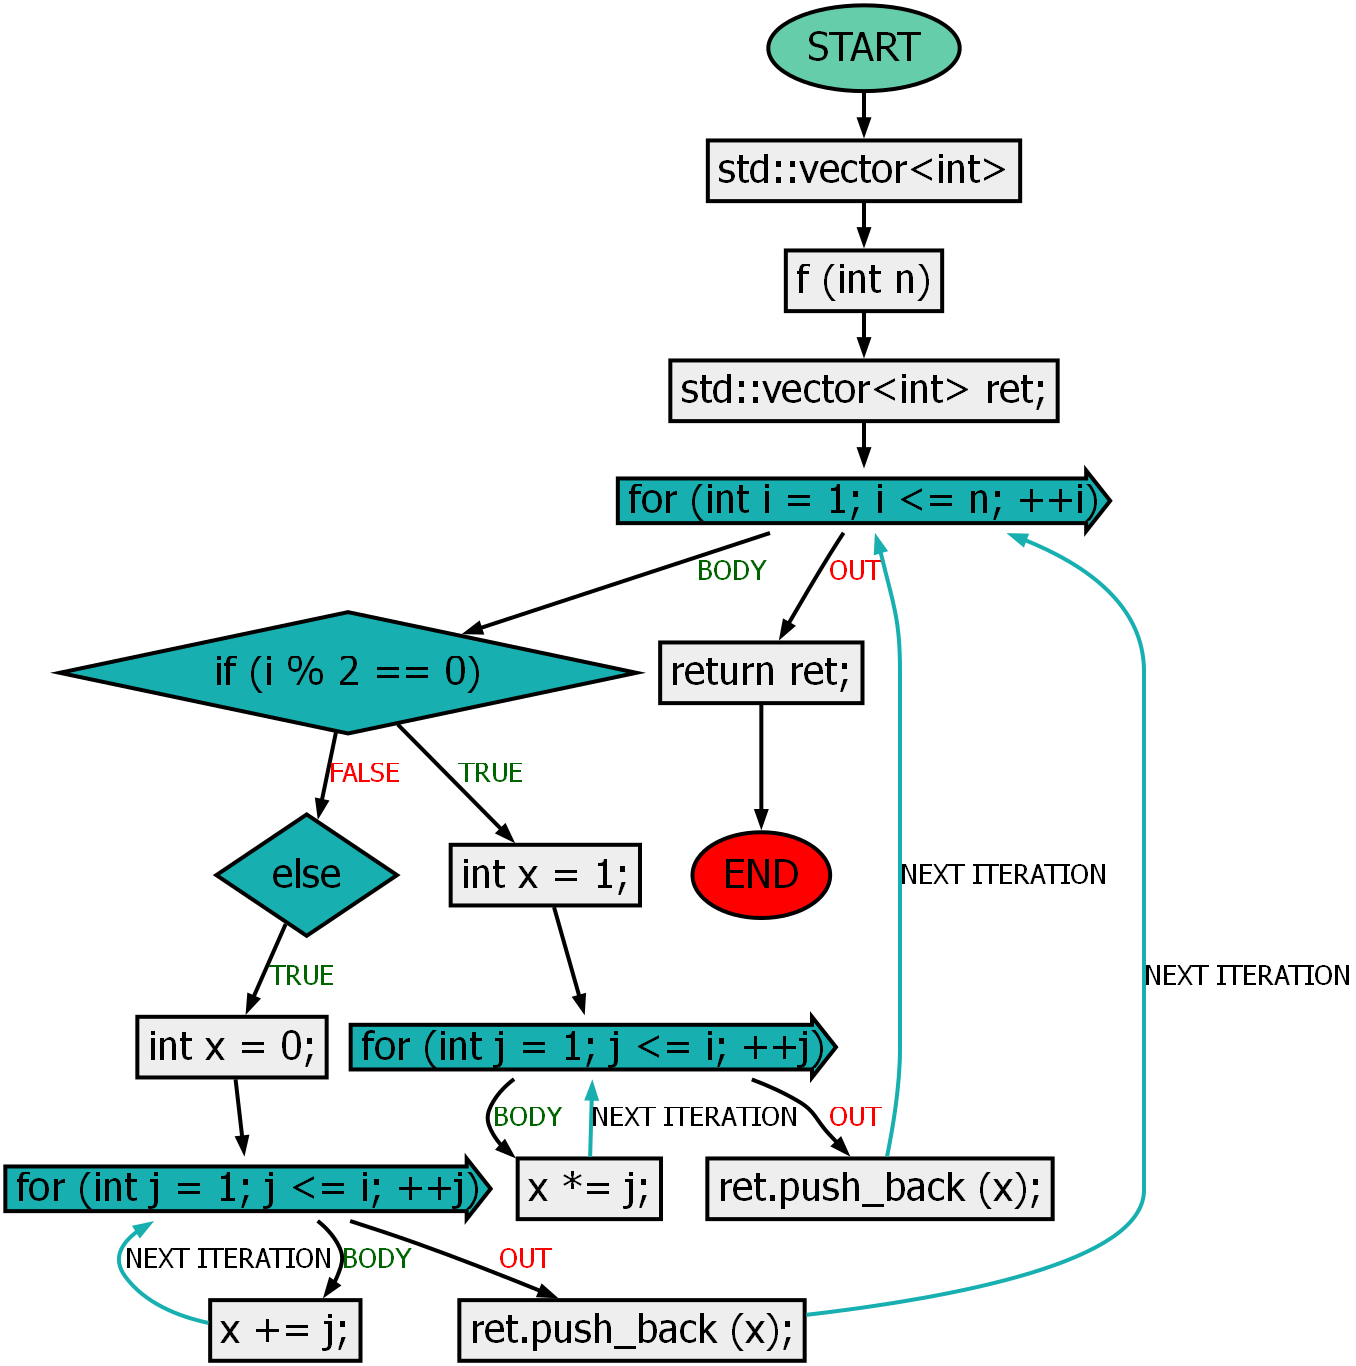 START
std::vector<int>
f (int n)
std::vector<int> ret;
for (int i = 1; i <= n; ++i)
BODY
OUT
if (i % 2 == 0)
return ret;
FALSE
TRUE
else
int x = 1;
END
NEXT ITERATION
TRUE
NEXT ITERATION
int x = 0;
for (int j = 1; j <= i; ++j)
BODY
NEXT ITERATION
OUT
for (int j = 1; j <= i; ++j)
x *= j;
ret.push_back (x);
NEXT ITERATION
BODY
OUT
x += j;
ret.push_back (x);